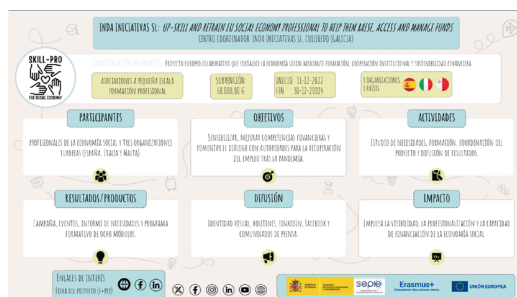 INDA INICIATIVAS SL: UP-SKILL AND RETRAIN EU SOCIAL ECONOMY PROFESSIONAL TO HELP THEM RAESE, ACCESS AND MANAGE FUNDS
CENTRO COORDINADOR: INDA INICIATIVAS SL, CULLEREDO (GALICIA)
SKILL-PRO
FOR SOCIAL ECONOMY
PROYECTO EUROPEO COLABORATIVO QUE FORTALECE LA ECONOMÍA SOCIAL MEDIANTE FORMACIÓN, COOPERACIÓN INSTITUCIONAL Y SOSTENIBILIDAD FINANCIERA
ASOCIACIONES A PEQUEÑA ESCALA
FORMACIÓN PROFESIONAL
SUBVENCIÓN:
60.000,00 €
INICIO 31-12-2022
FIN 30-12-20024
3 ORGANIZACIONES
3 PAÍSES
PARTICIPANTES
PROFESIONALES DE LA ECONOMÍA SOCIAL Y TRES ORGANIZACIONES
EUROPEAS (ESPAÑA, ITALIA Y MALTA).
OBJETIVOS
SENSIBILIZAR, MEJORAR COMPETENCIAS FINANCIERAS Y
FOMENTAR EL DIÁLOGO CON AUTORIDADES PARA LA RECUPERACIÓN
DEL EMPLEO TRAS LA PANDEMIA.
ACTIVIDADES
ESTUDIO DE NECESIDADES, FORMACIÓN, COORDINACIÓN DEL
PROYECTO Y DIFUSIÓN DE RESULTADOS.
RESULTADOS/PRODUCTOS
CAMPAÑA, EVENTOS, INFORME DE NECESIDADES Y PROGRAMA
FORMATIVO DE OCHO MÓDULOS.
DIFUSIÓN
IDENTIDAD VISUAL, BOLETINES, LINKEDIN, FACEBOOK Y
COMUNICADOS DE PRENSA.
IMPACTO
IMPULSA LA VISIBILIDAD, LA PROFESIONALIZACIÓN Y LA CAPACIDAD
DE FINANCIACIÓN DE LA ECONOMÍA SOCIAL.
ENLACES DE INTERÉS
FICHA DEL PROYECTO (E+PRP)
sepie
Erasmus+
UNIÓN EUROPEA